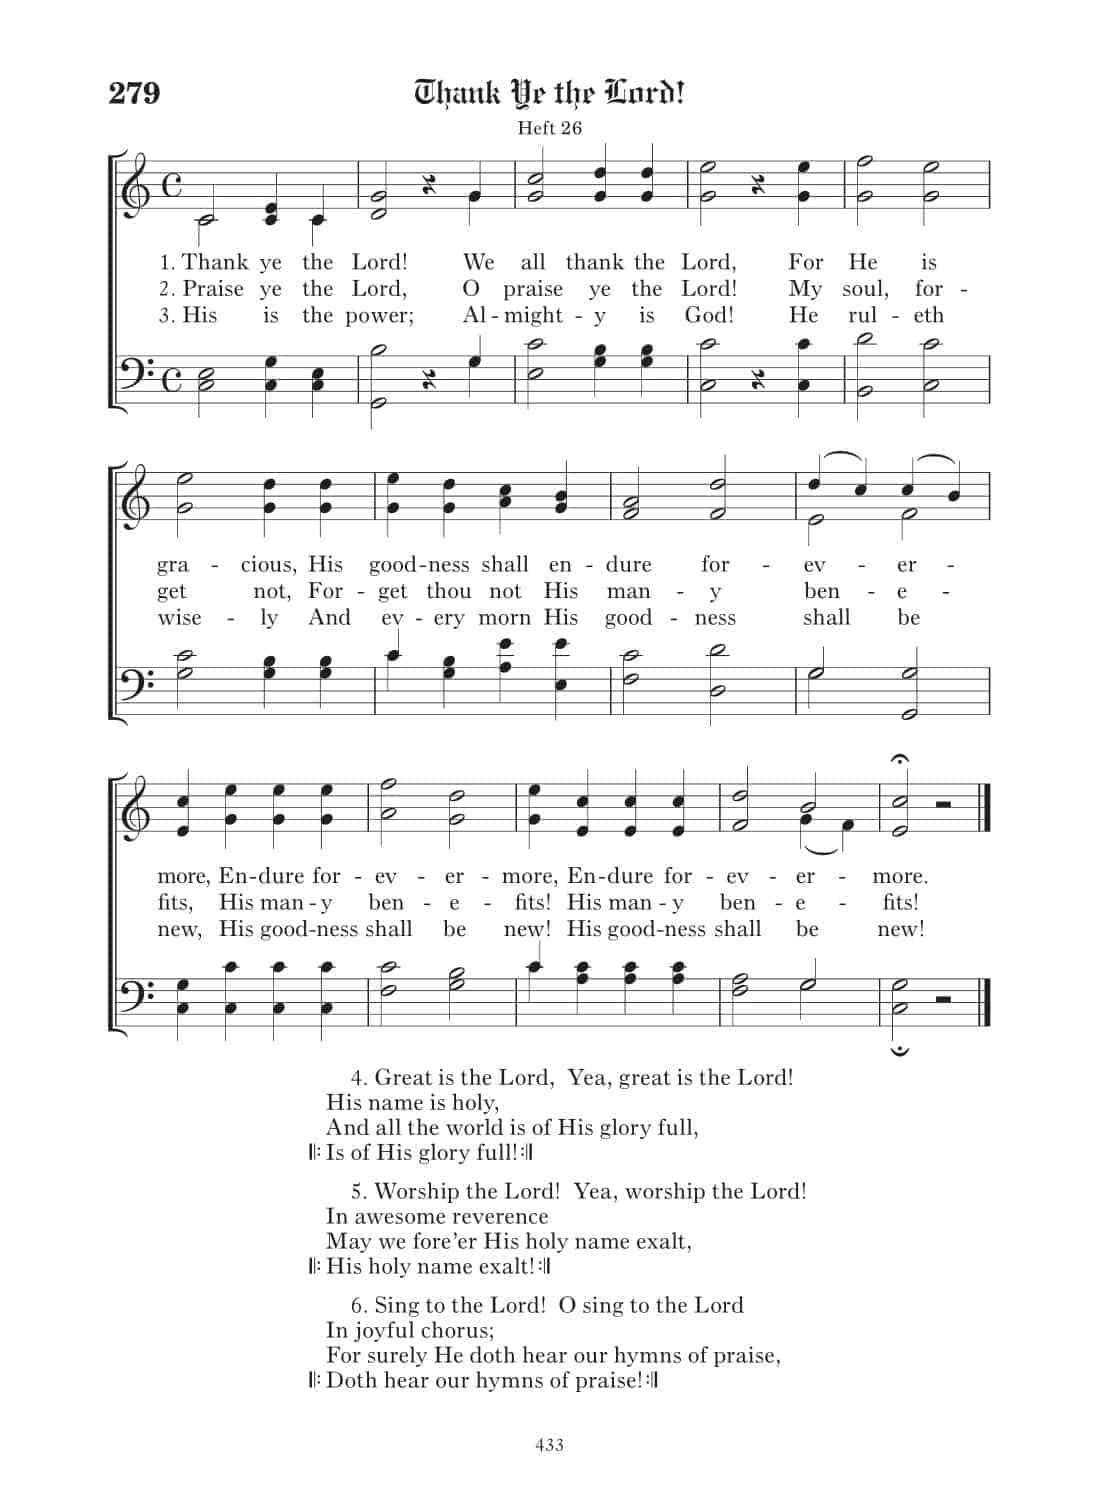 279 Thank Ye the Lord!
Heft 26
1. Thank ye the Lord! We all thank the Lord, For He is
2. Praise ye the Lord, O praise ye the Lord! My soul, for -
3. His is the power; Al - might - y is God! He rul - eth
gra - cious, His good - ness shall en - dure for - ev - er -
get not, For - get thou not His man - y ben - e -
wise - ly And ev - ery morn His good - ness shall be
more, En - dure for - ev - er - more, En - dure for - ev - er - more.
fits, His man - y ben - e - fits! His man - y ben - e - fits!
new, His good - ness shall be new! His good - ness shall be new!
4. Great is the Lord, Yea, great is the Lord!
His name is holy,
And all the world is of His glory full,
𝄆 Is of His glory full! 𝄇
5. Worship the Lord! Yea, worship the Lord!
In awesome reverence
May we fore'er His holy name exalt,
𝄆 His holy name exalt! 𝄇
6. Sing to the Lord! O sing to the Lord
In joyful chorus;
For surely He doth hear our hymns of praise,
𝄆 Doth hear our hymns of praise! 𝄇
433